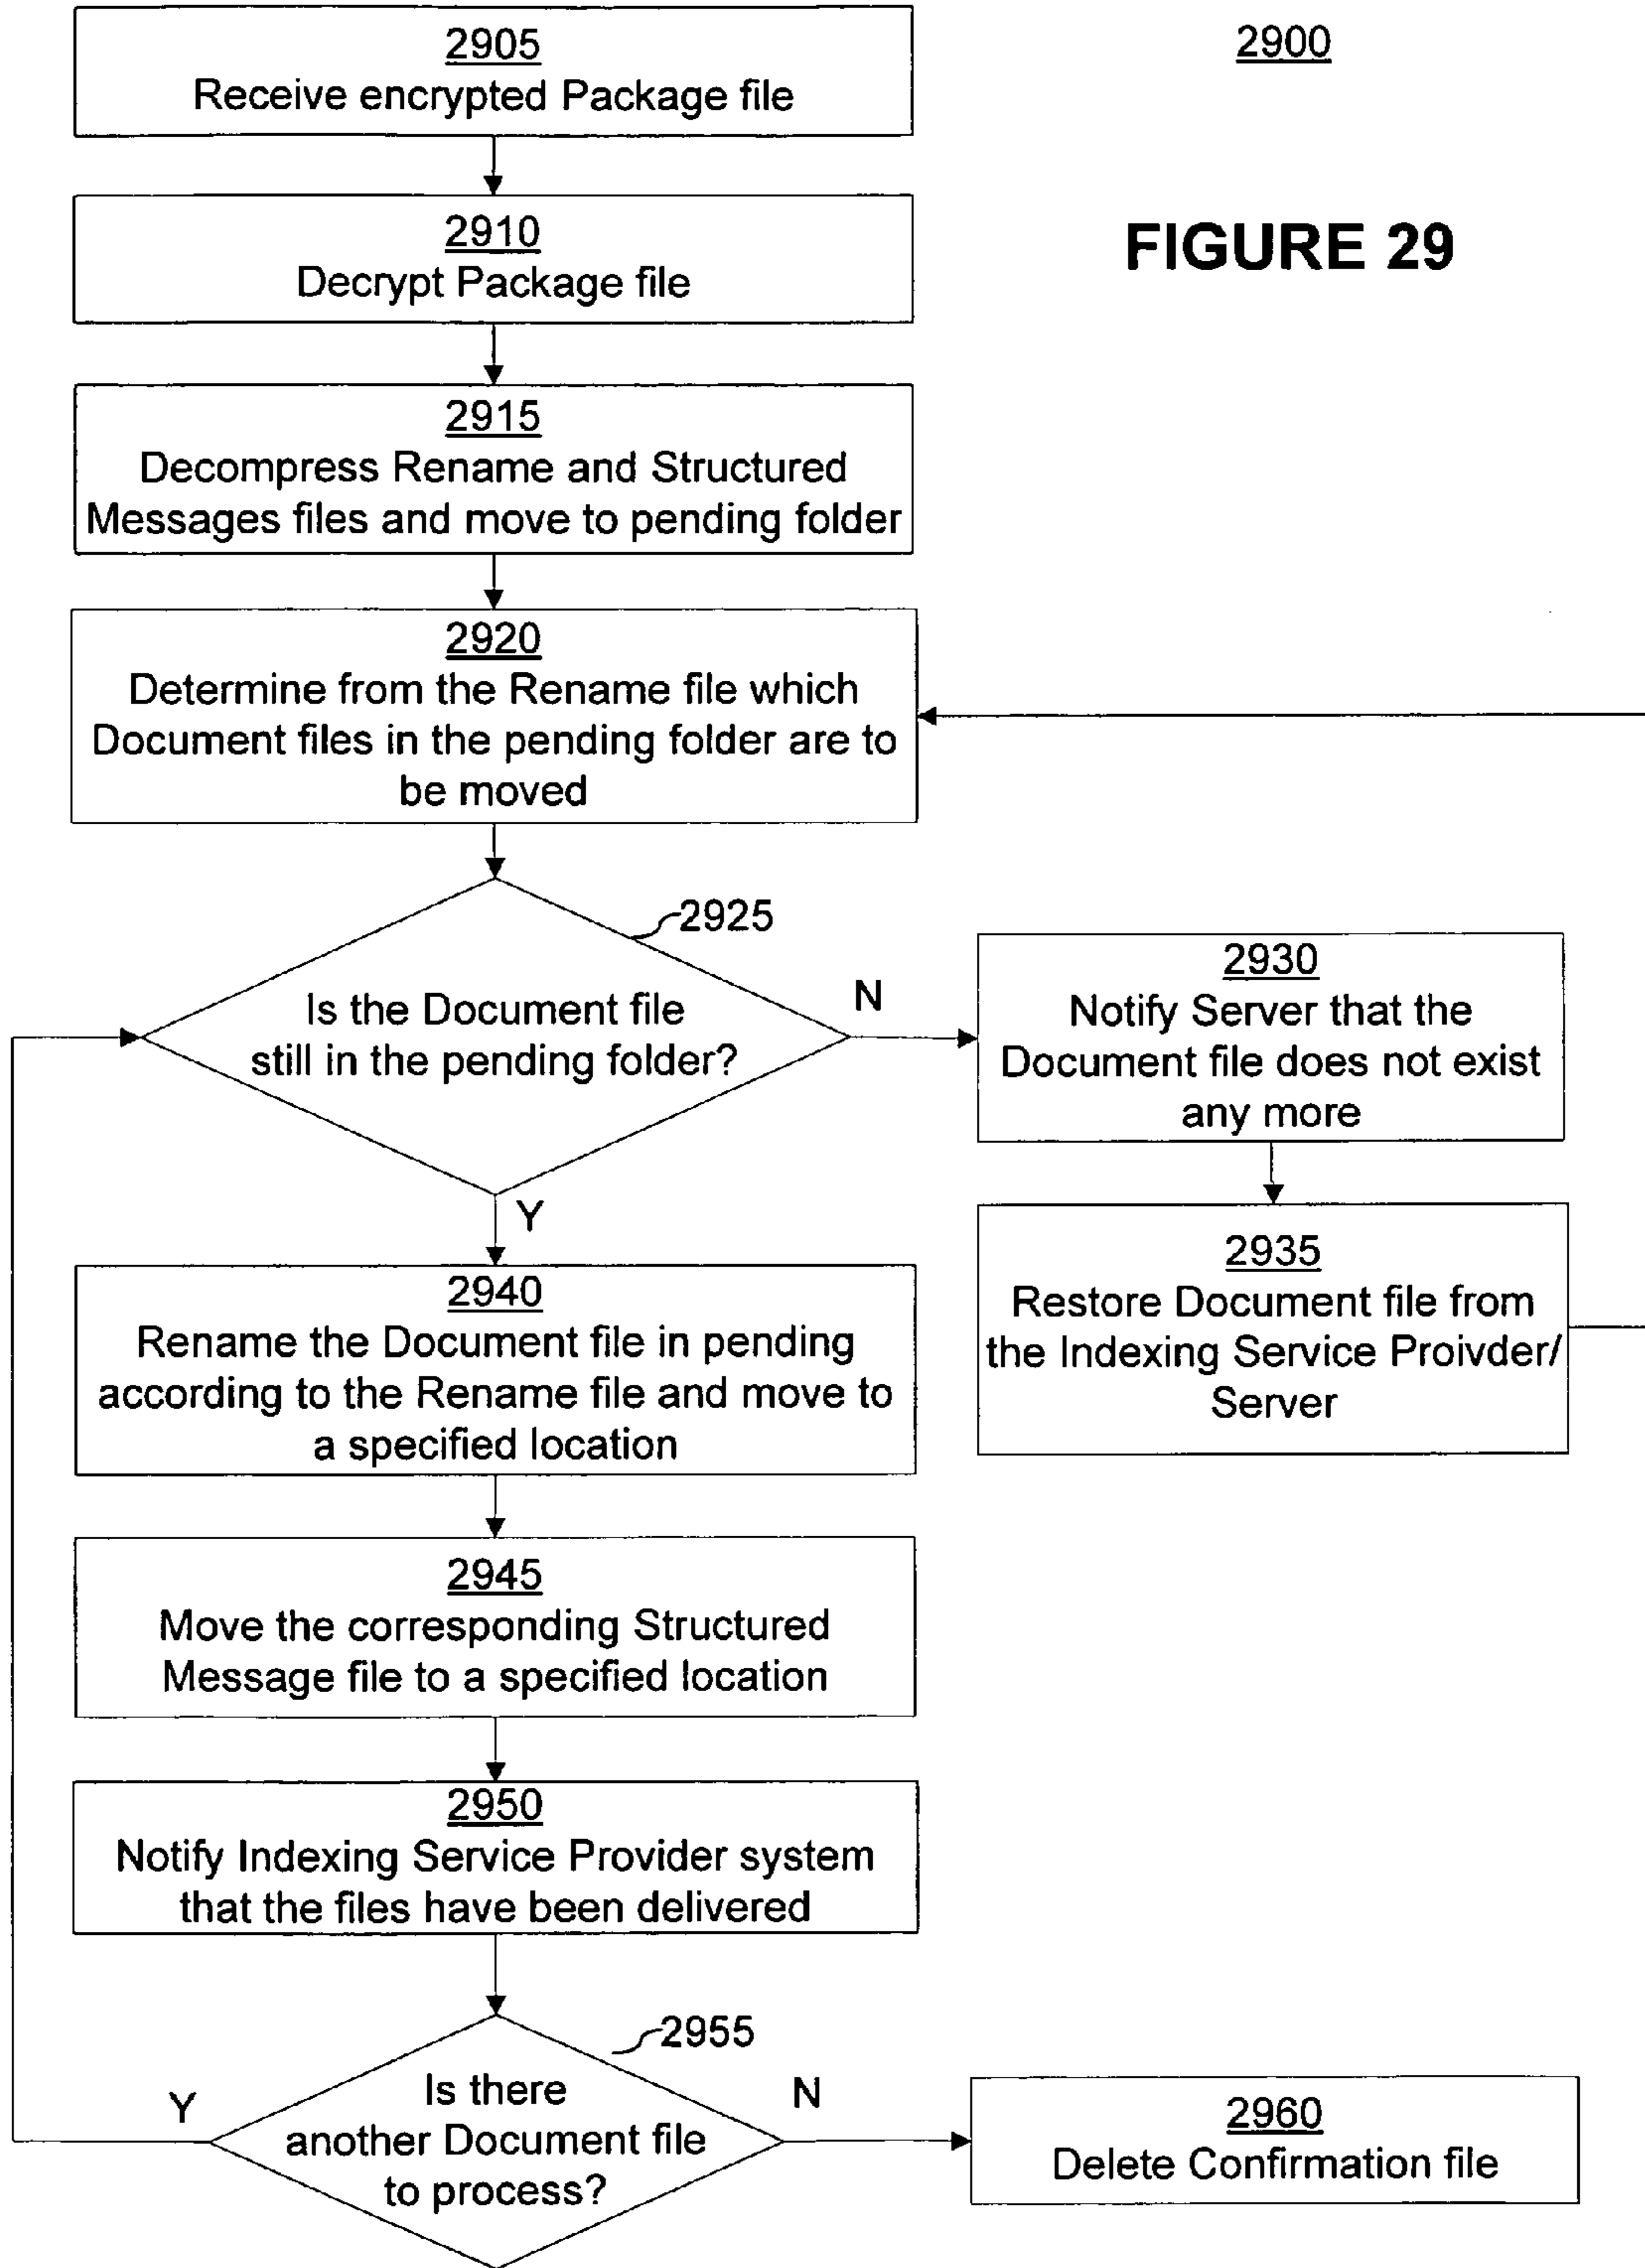 2900
FIGURE 29
2905
Receive encrypted Package file
2910
Decrypt Package file
2915
Decompress Rename and Structured
Messages files and move to pending folder
2920
Determine from the Rename file which
Document files in the pending folder are to
be moved
2925
Is the Document file
still in the pending folder?
N
2930
Notify Server that the
Document file does not exist
any more
2935
Restore Document file from
the Indexing Service Proivder/
Server
Y
2940
Rename the Document file in pending
according to the Rename file and move to
a specified location
2945
Move the corresponding Structured
Message file to a specified location
2950
Notify Indexing Service Provider system
that the files have been delivered
2955
Is there
another Document file
to process?
Y
N
2960
Delete Confirmation file